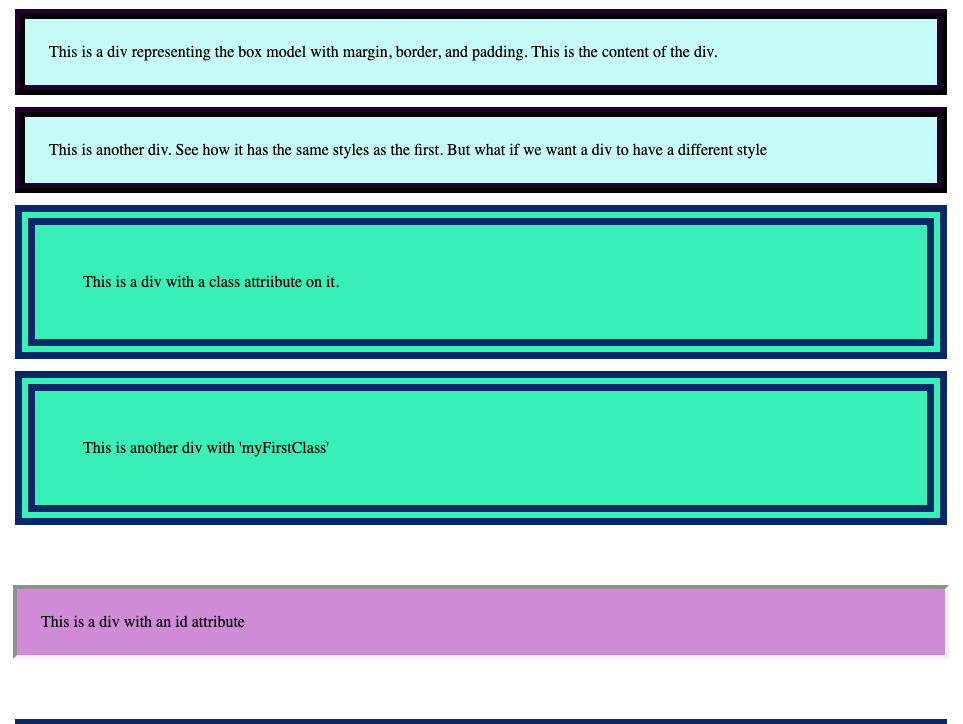 This is a div representing the box model with margin, border, and padding. This is the content of the div.
This is another div. See how it has the same styles as the first. But what if we want a div to have a different style
This is a div with a class attriibute on it.
This is another div with 'myFirstClass'
This is a div with an id attribute